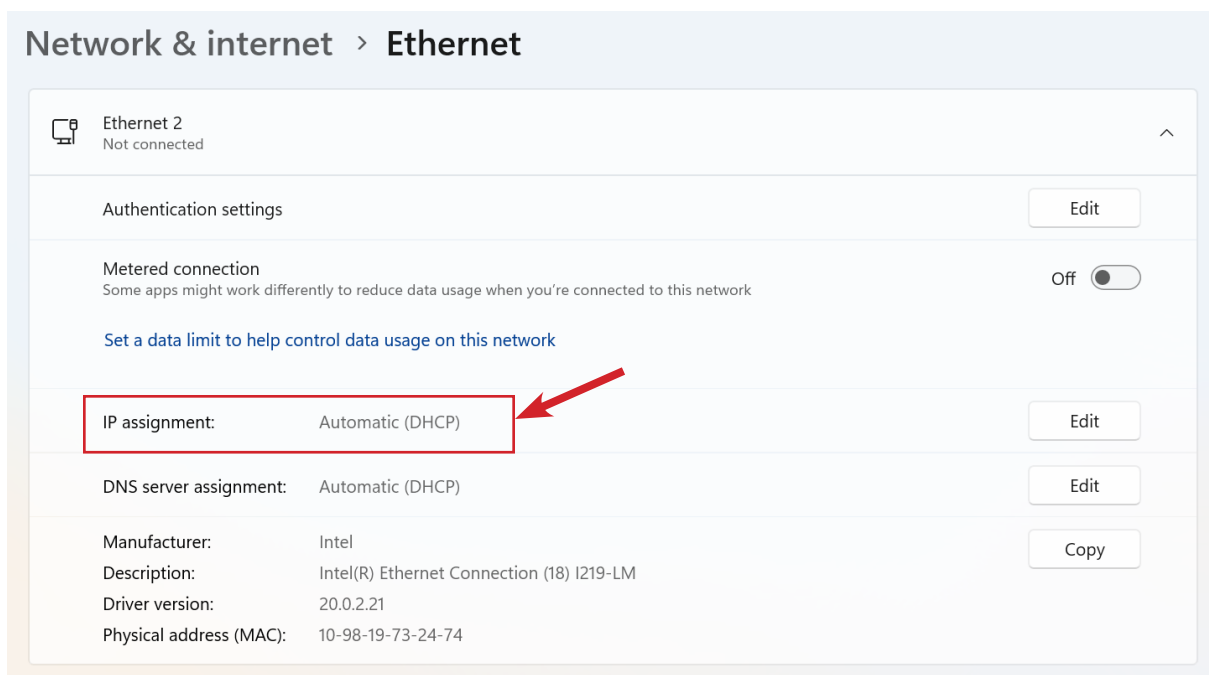 Network & internet > Ethernet
Ethernet 2
Not connected
Authentication settings Edit
Metered connection
Some apps might work differently to reduce data usage when you're connected to this network
Off
Set a data limit to help control data usage on this network
IP assignment: Automatic (DHCP) Edit
DNS server assignment: Automatic (DHCP) Edit
Manufacturer: Intel Copy
Description: Intel(R) Ethernet Connection (18) I219-LM
Driver version: 20.0.2.21
Physical address (MAC): 10-98-19-73-24-74